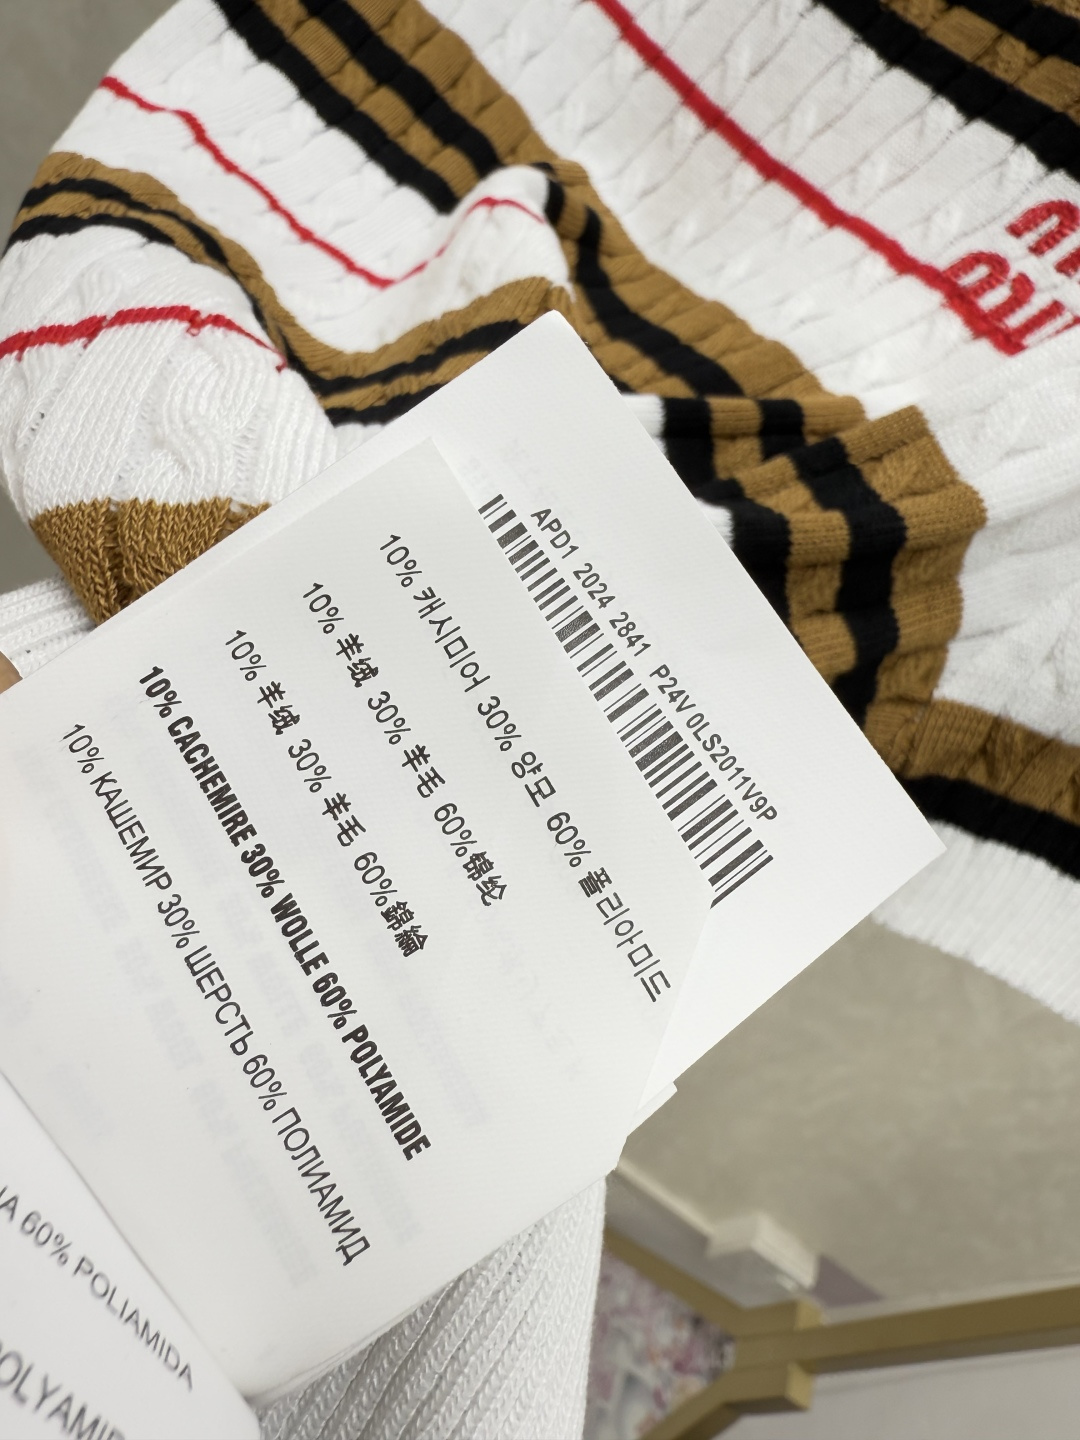 APD1 2024 2841 P24V0LS2011V9P
10% 캐시미어 30% 양모 60% 폴리아미드
10% 羊绒 30% 羊毛 60%锦纶
10% 羊絨 30% 羊毛 60%錦綸
10% CACHEMIRE 30% WOLLE 60% POLYAMIDE
10% КАШЕМИР 30% ШЕРСТЬ 60% ПОЛИАМИД
60% POLIAMIDA